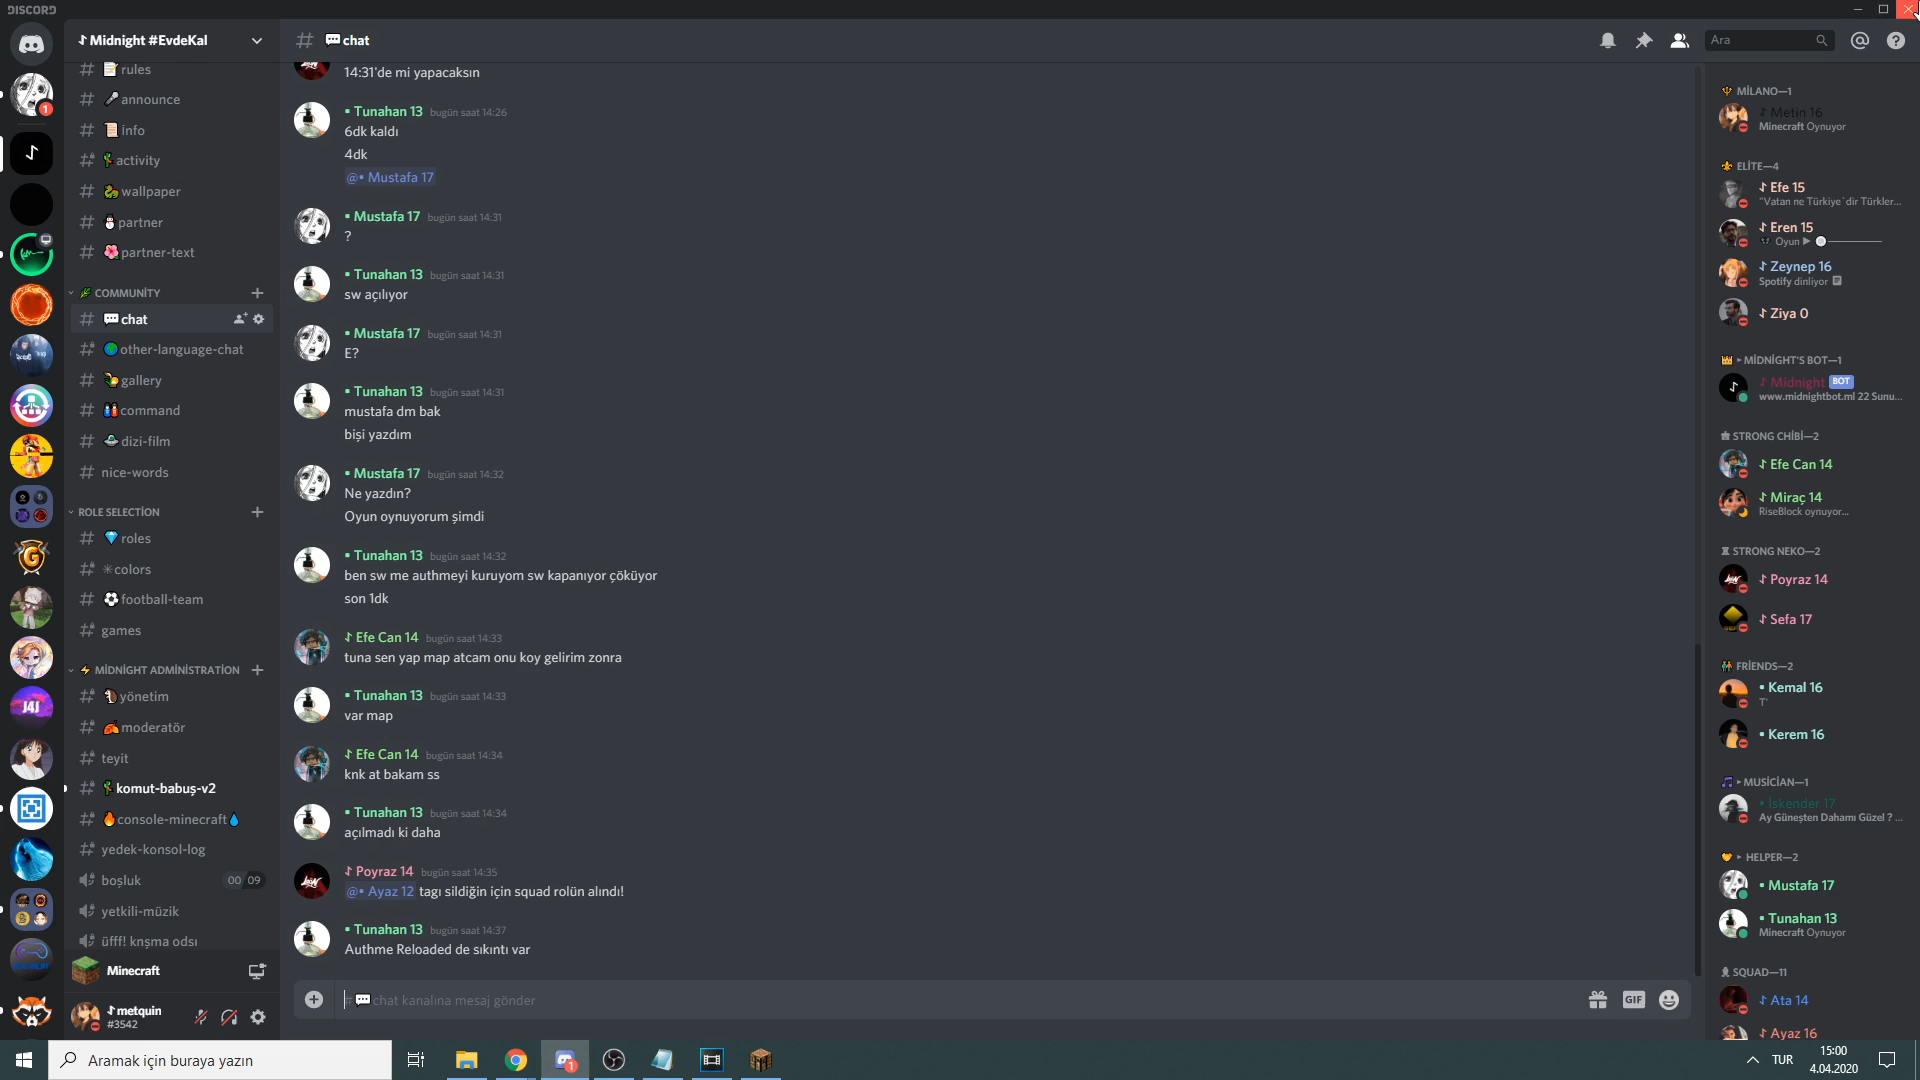 DISCORD
Midnight #EvdeKal
rules
announce
info
activity
wallpaper
partner
partner-text
COMMUNİTY
chat
other-language-chat
gallery
command
dizi-film
nice-words
ROLE SELECTİON
roles
colors
football-team
games
MİDNİGHT ADMİNİSTRATİON
yönetim
moderatör
teyit
komut-babuş-v2
console-minecraft
yedek-konsol-log
boşluk
00 09
yetkili-müzik
üfff! knşma odsı
Minecraft
metquin
#3542
chat
14:31'de mi yapacaksın
Tunahan 13 bugün saat 14:26
6dk kaldı
4dk
@• Mustafa 17
Mustafa 17 bugün saat 14:31
?
Tunahan 13 bugün saat 14:31
sw açılıyor
Mustafa 17 bugün saat 14:31
E?
Tunahan 13 bugün saat 14:31
mustafa dm bak
bişi yazdım
Mustafa 17 bugün saat 14:32
Ne yazdın?
Oyun oynuyorum şimdi
Tunahan 13 bugün saat 14:32
ben sw me authmeyi kuruyom sw kapanıyor çöküyor
son 1dk
Efe Can 14 bugün saat 14:33
tuna sen yap map atcam onu koy gelirim zonra
Tunahan 13 bugün saat 14:33
var map
Efe Can 14 bugün saat 14:34
knk at bakam ss
Tunahan 13 bugün saat 14:34
açılmadı ki daha
Poyraz 14 bugün saat 14:35
@• Ayaz 12 tagı sildiğin için squad rolün alındı!
Tunahan 13 bugün saat 14:37
Authme Reloaded de sıkıntı var
chat kanalına mesaj gönder
GIF
Ara
MİLANO—1
Metin 16
Minecraft Oynuyor
ELİTE—4
Efe 15
"Vatan ne Türkiye`dir Türkler...
Eren 15
Oyun
Zeynep 16
Spotify dinliyor
Ziya 0
MİDNİGHT'S BOT—1
Midnight BOT
www.midnightbot.ml 22 Sunu...
STRONG CHİBİ—2
Efe Can 14
Miraç 14
RiseBlock oynuyor...
STRONG NEKO—2
Poyraz 14
Sefa 17
FRİENDS—2
Kemal 16
T'
Kerem 16
MUSİCİAN—1
İskender 17
Ay Güneşten Dahamı Güzel ? ...
HELPER—2
Mustafa 17
Tunahan 13
Minecraft Oynuyor
SQUAD—11
Ata 14
Ayaz 16
Aramak için buraya yazın
TUR
15:00
4.04.2020